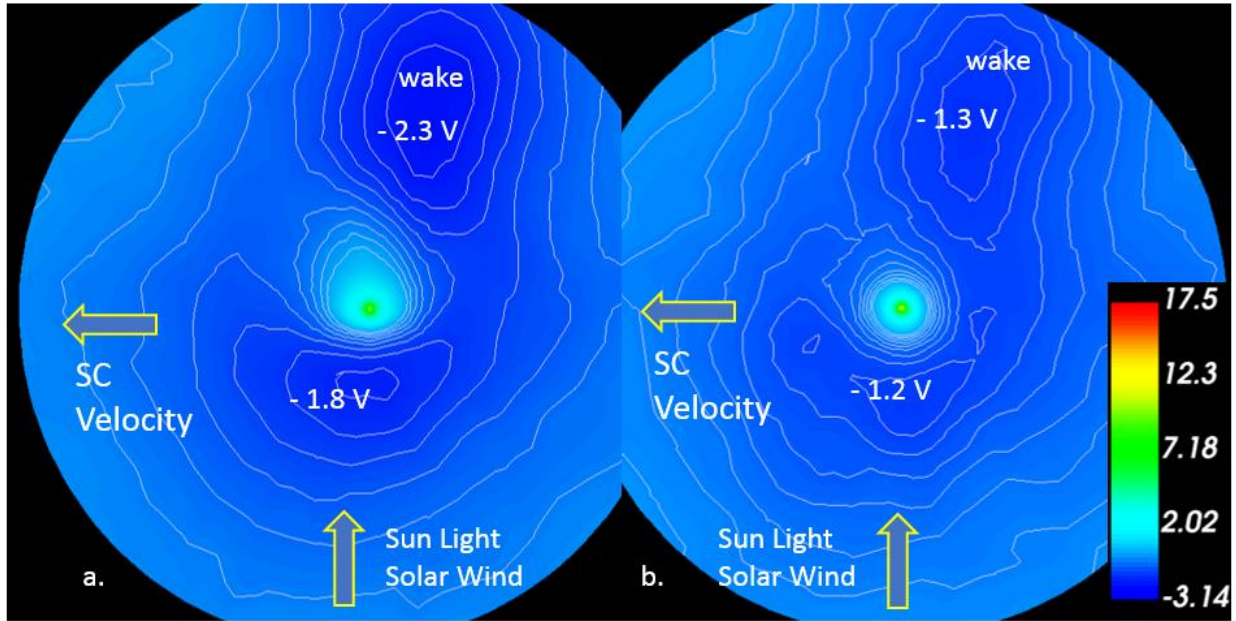 wake
- 2.3 V
SC
Velocity
- 1.8 V
Sun Light
Solar Wind
a.
wake
- 1.3 V
SC
Velocity
- 1.2 V
Sun Light
Solar Wind
b.
17.5
12.3
7.18
2.02
-3.14